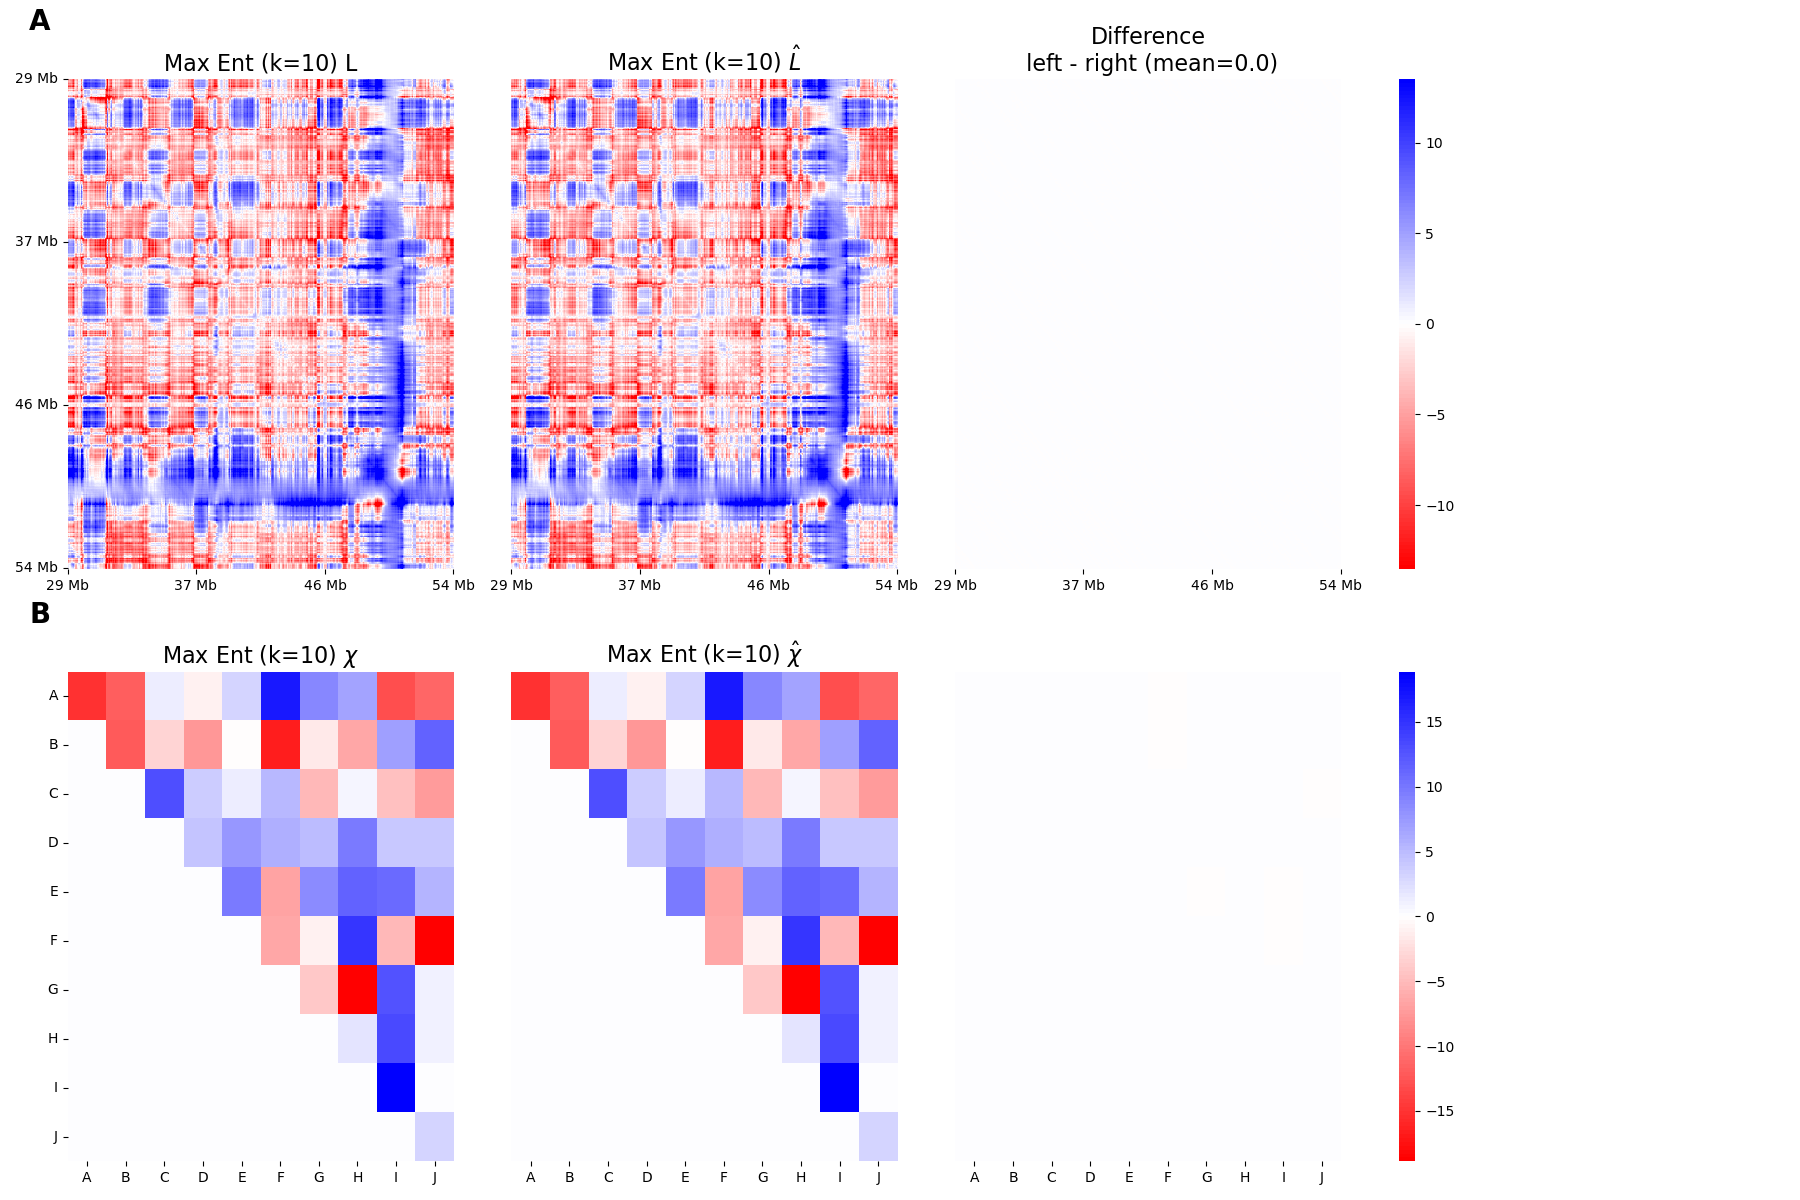 A
Max Ent (k=10) L
Max Ent (k=10) L̂
Difference
left - right (mean=0.0)
29 Mb
37 Mb
46 Mb
54 Mb
29 Mb 37 Mb 46 Mb 54 Mb
29 Mb 37 Mb 46 Mb 54 Mb
29 Mb 37 Mb 46 Mb 54 Mb
10
5
0
−5
−10
B
Max Ent (k=10) χ
Max Ent (k=10) χ̂
A
B
C
D
E
F
G
H
I
J
A B C D E F G H I J
A B C D E F G H I J
A B C D E F G H I J
15
10
5
0
−5
−10
−15